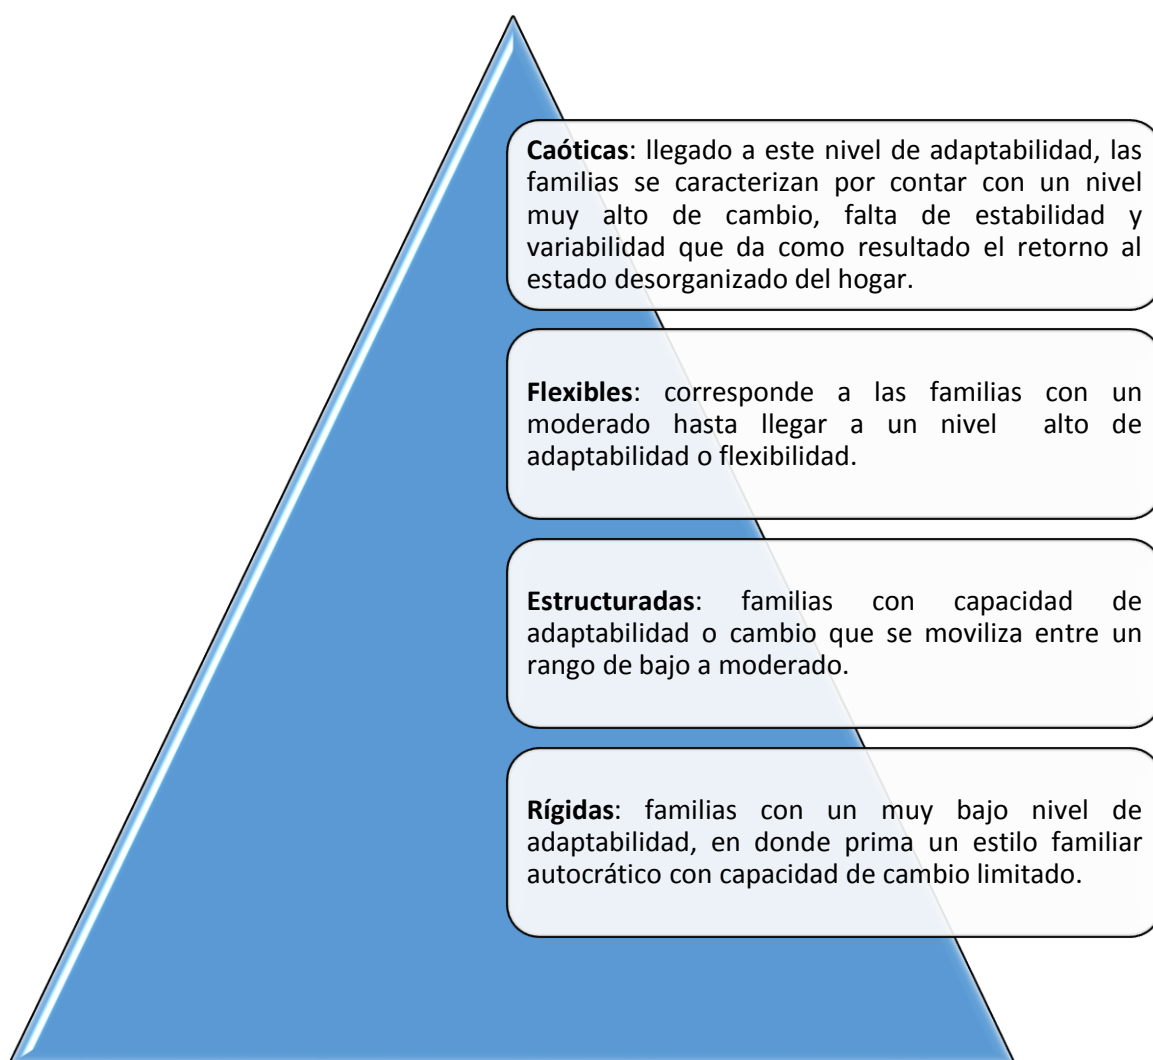 Caóticas: llegado a este nivel de adaptabilidad, las
familias se caracterizan por contar con un nivel
muy alto de cambio, falta de estabilidad y
variabilidad que da como resultado el retorno al
estado desorganizado del hogar.
Flexibles: corresponde a las familias con un
moderado hasta llegar a un nivel alto de
adaptabilidad o flexibilidad.
Estructuradas: familias con capacidad de
adaptabilidad o cambio que se moviliza entre un
rango de bajo a moderado.
Rígidas: familias con un muy bajo nivel de
adaptabilidad, en donde prima un estilo familiar
autocrático con capacidad de cambio limitado.